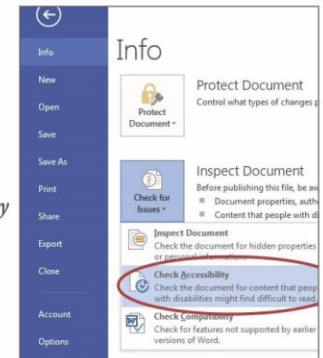 y
Info
New
Open
Save
Save As
Print
Share
Export
Close
Account
Options
Info
Protect Document
Control what types of changes p
Protect
Document
Inspect Document
Before publishing this file, be aw
Document properties, auth
Content that people with di
Check for
Issues
Inspect Document
Check the document for hidden properties
or personal information.
Check Accessibility
Check the document for content that peop
with disabilities might find difficult to read.
Check Compatibility
Check for features not supported by earlier
versions of Word.